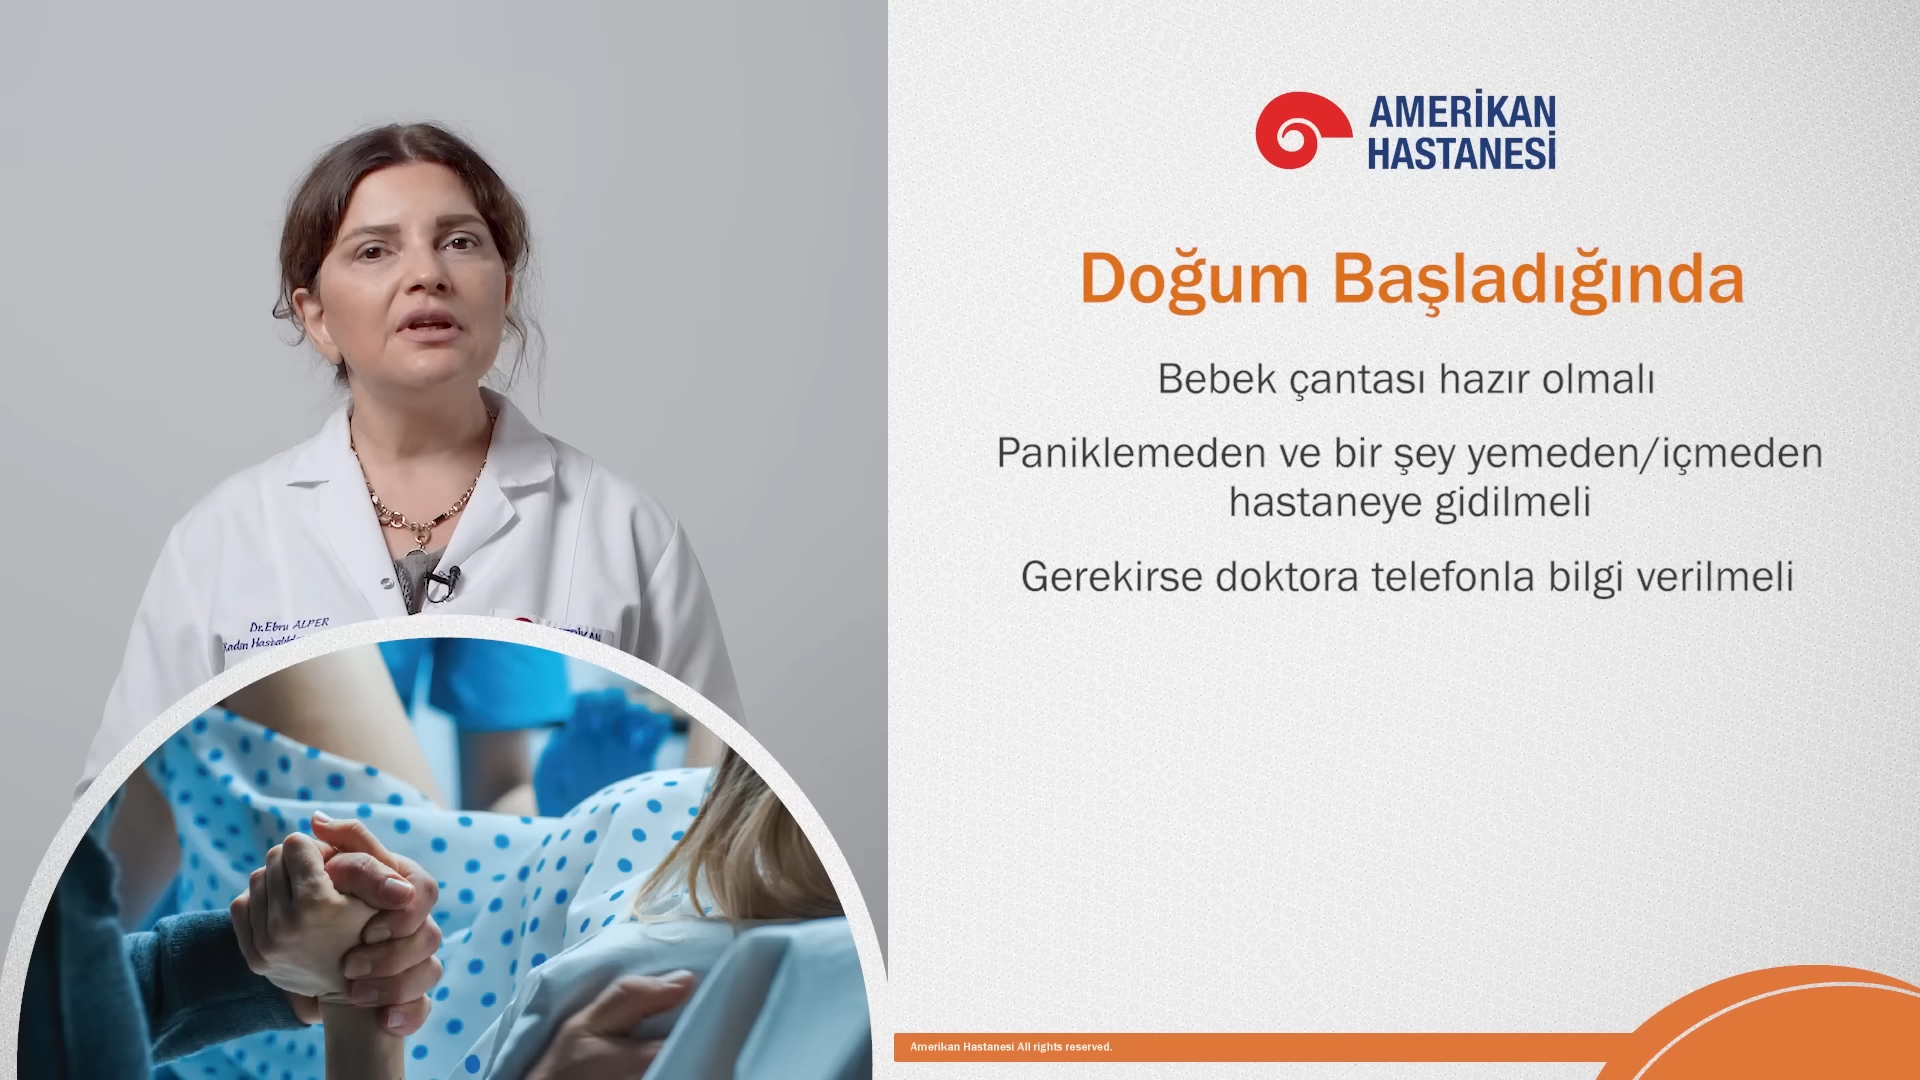 AMERİKAN
HASTANESİ
Doğum Başladığında
Bebek çantası hazır olmalı
Paniklemeden ve bir şey yemeden/içmeden
hastaneye gidilmeli
Gerekirse doktora telefonla bilgi verilmeli
Dr.Ebru ALPER
Kadın
Amerikan Hastanesi All rights reserved.